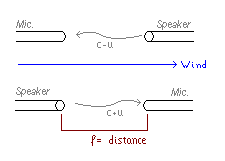 Mic. Speaker
c-u
Wind
Speaker Mic.
c+u
l= distance